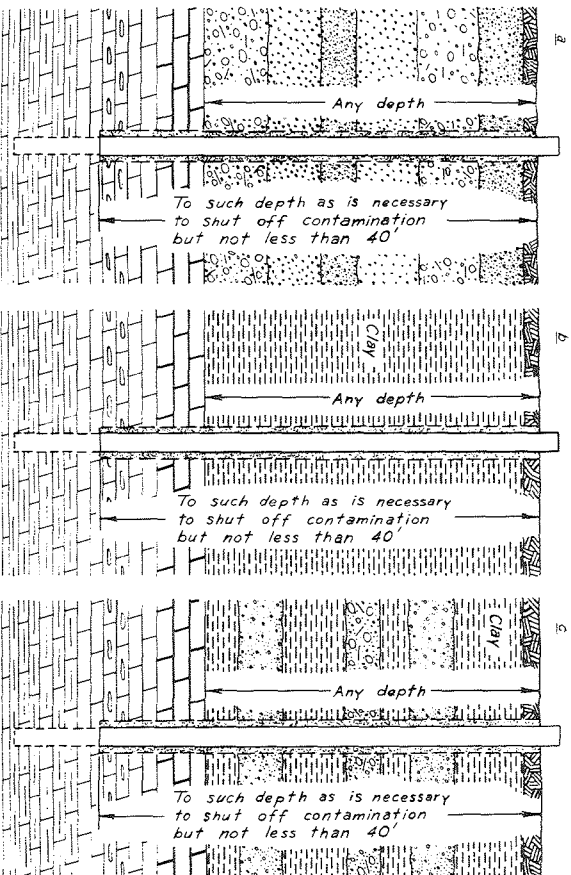 a
Any depth
To such depth as is necessary
to shut off contamination
but not less than 40'
b
Clay
Any depth
To such depth as is necessary
to shut off contamination
but not less than 40'
c
Clay
Any depth
To such depth as is necessary
to shut off contamination
but not less than 40'